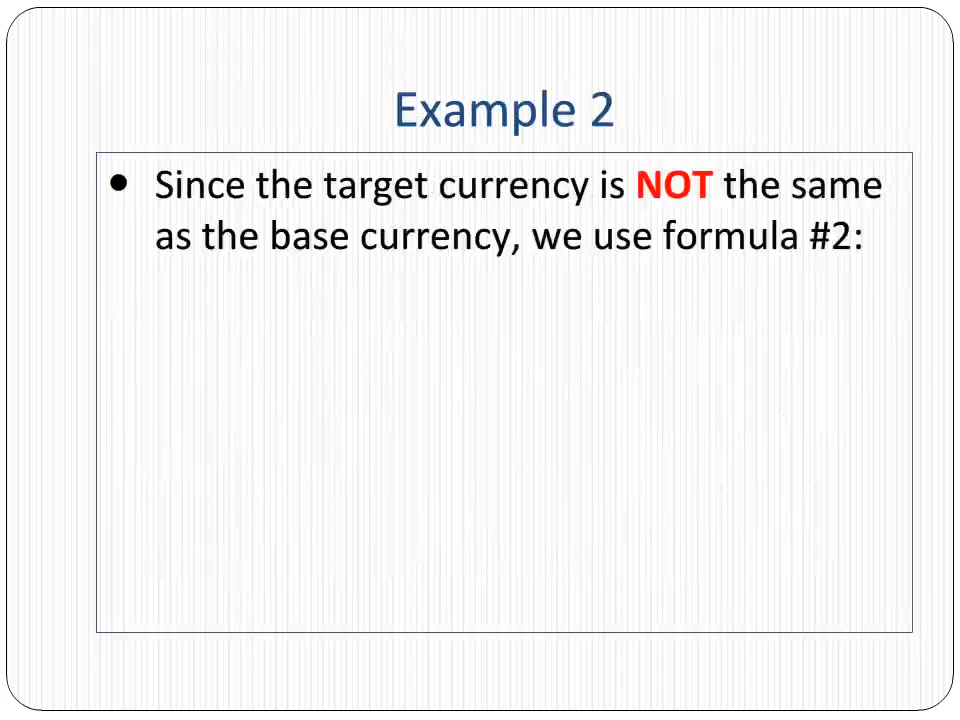 Example 2
• Since the target currency is NOT the same
as the base currency, we use formula #2: